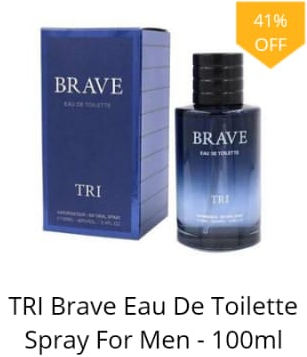 41%
OFF
BRAVE
EAU DE TOILETTE
TRI
BRAVE
EAU DE TOILETTE
TRI
TRI Brave Eau De Toilette
Spray For Men - 100ml